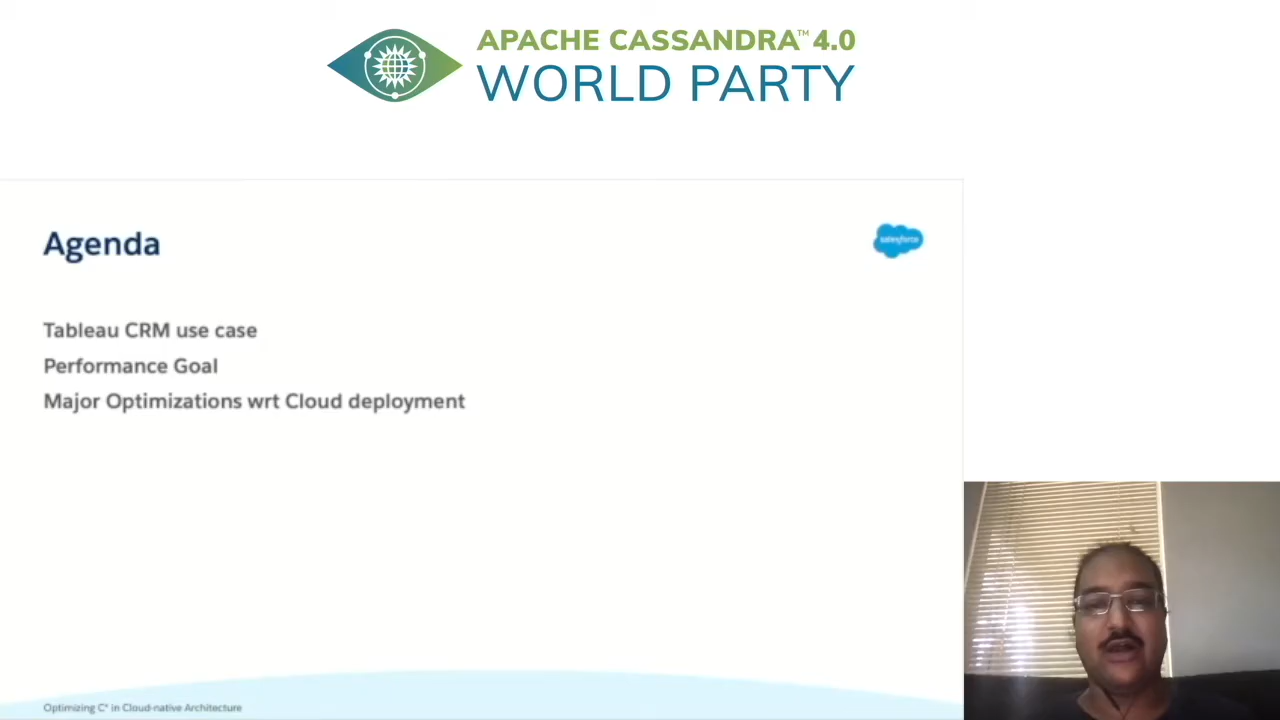 APACHE CASSANDRA™ 4.0
WORLD PARTY
Agenda
salesforce
Tableau CRM use case
Performance Goal
Major Optimizations wrt Cloud deployment
Optimizing C* in Cloud-native Architecture